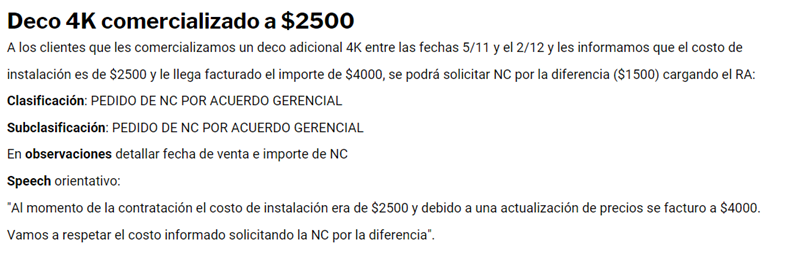 Deco 4K comercializado a $2500
A los clientes que les comercializamos un deco adicional 4K entre las fechas 5/11 y el 2/12 y les informamos que el costo de
instalación es de $2500 y le llega facturado el importe de $4000, se podrá solicitar NC por la diferencia ($1500) cargando el RA:
Clasificación: PEDIDO DE NC POR ACUERDO GERENCIAL
Subclasificación: PEDIDO DE NC POR ACUERDO GERENCIAL
En observaciones detallar fecha de venta e importe de NC
Speech orientativo:
"Al momento de la contratación el costo de instalación era de $2500 y debido a una actualización de precios se facturo a $4000.
Vamos a respetar el costo informado solicitando la NC por la diferencia".